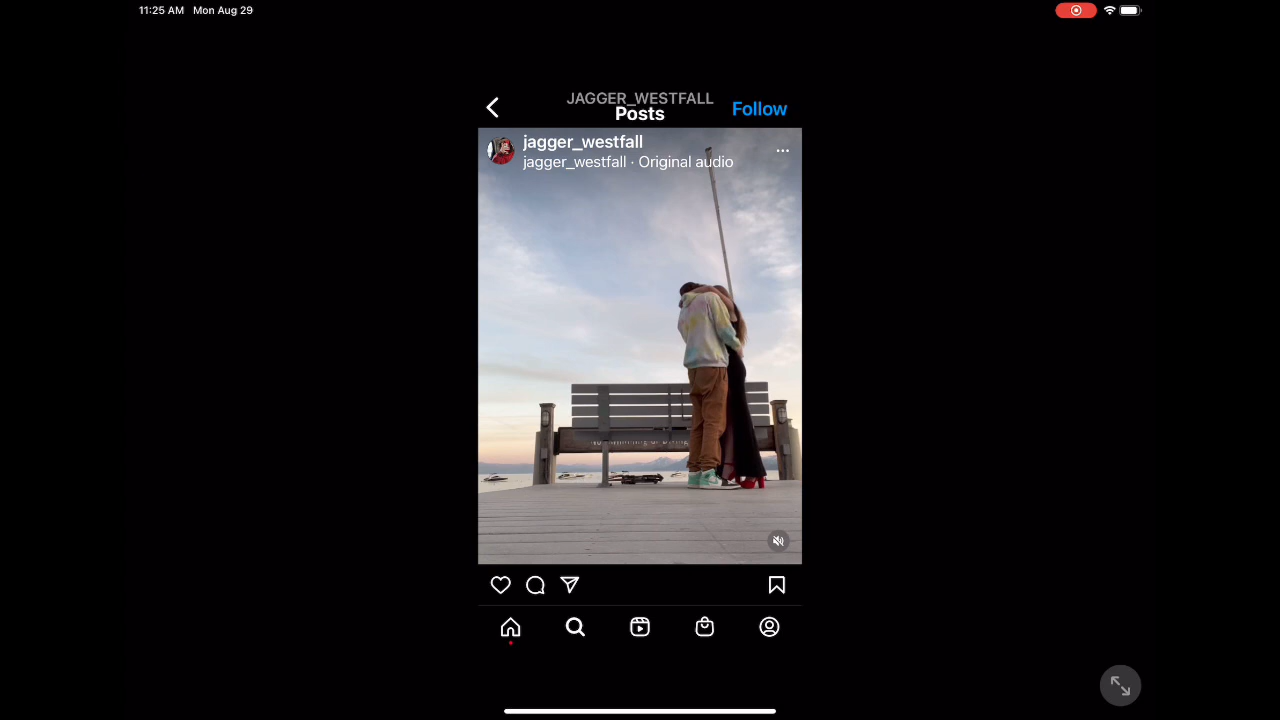 11:25 AM Mon Aug 29
JAGGER_WESTFALL
Posts
Follow
jagger_westfall
jagger_westfall · Original audio